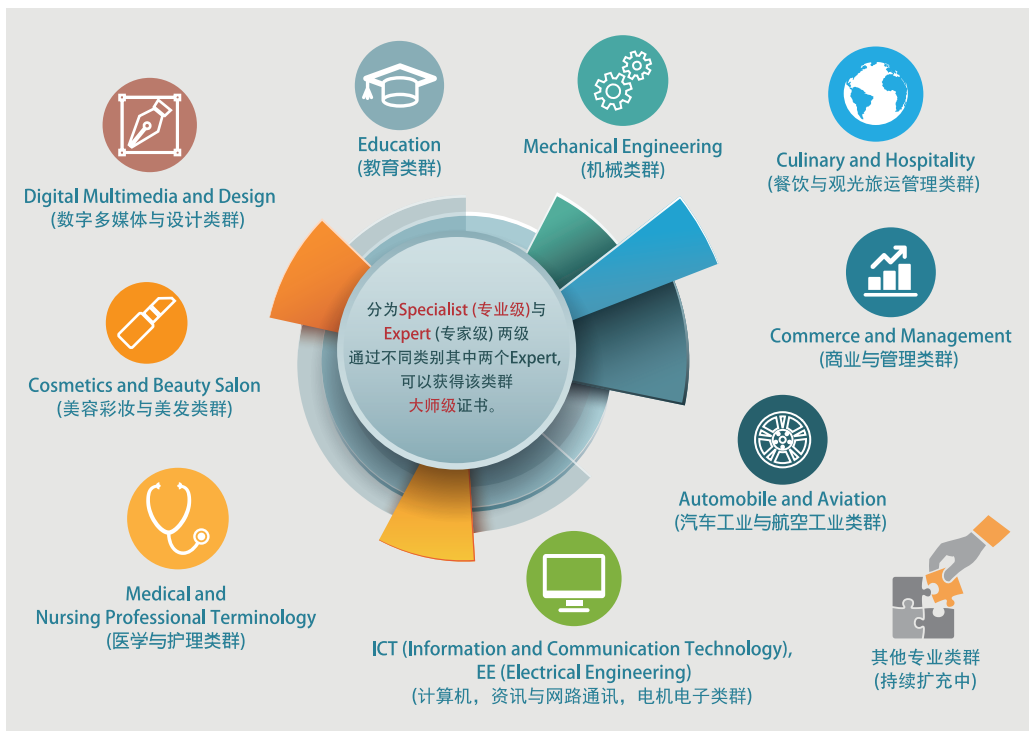 Education
(教育类群)
Mechanical Engineering
(机械类群)
Culinary and Hospitality
(餐饮与观光旅运管理类群)
Digital Multimedia and Design
(数字多媒体与设计类群)
分为Specialist (专业级)与
Expert (专家级) 两级
通过不同类别其中两个Expert,
可以获得该类群
大师级证书。
Commerce and Management
(商业与管理类群)
Cosmetics and Beauty Salon
(美容彩妆与美发类群)
Automobile and Aviation
(汽车工业与航空工业类群)
Medical and
Nursing Professional Terminology
(医学与护理类群)
ICT (Information and Communication Technology),
EE (Electrical Engineering)
(计算机，资讯与网路通讯，电机电子类群)
其他专业类群
(持续扩充中)